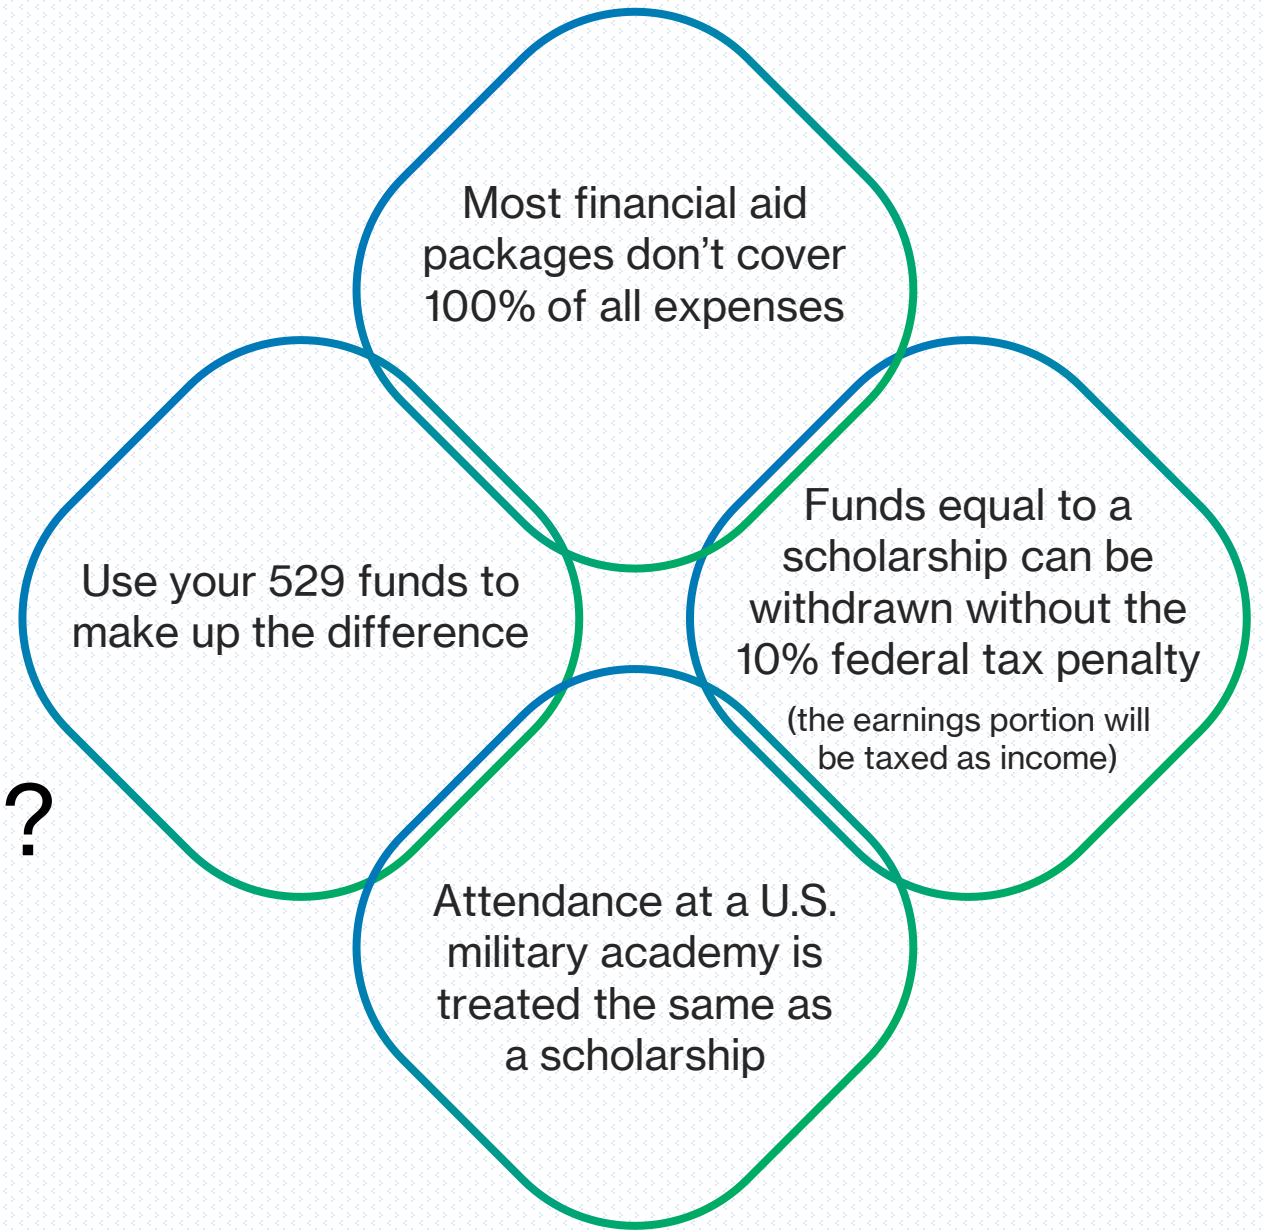 Most financial aid
packages don’t cover
100% of all expenses
Use your 529 funds to
make up the difference
Funds equal to a
scholarship can be
withdrawn without the
10% federal tax penalty
(the earnings portion will
be taxed as income)
?
Attendance at a U.S.
military academy is
treated the same as
a scholarship